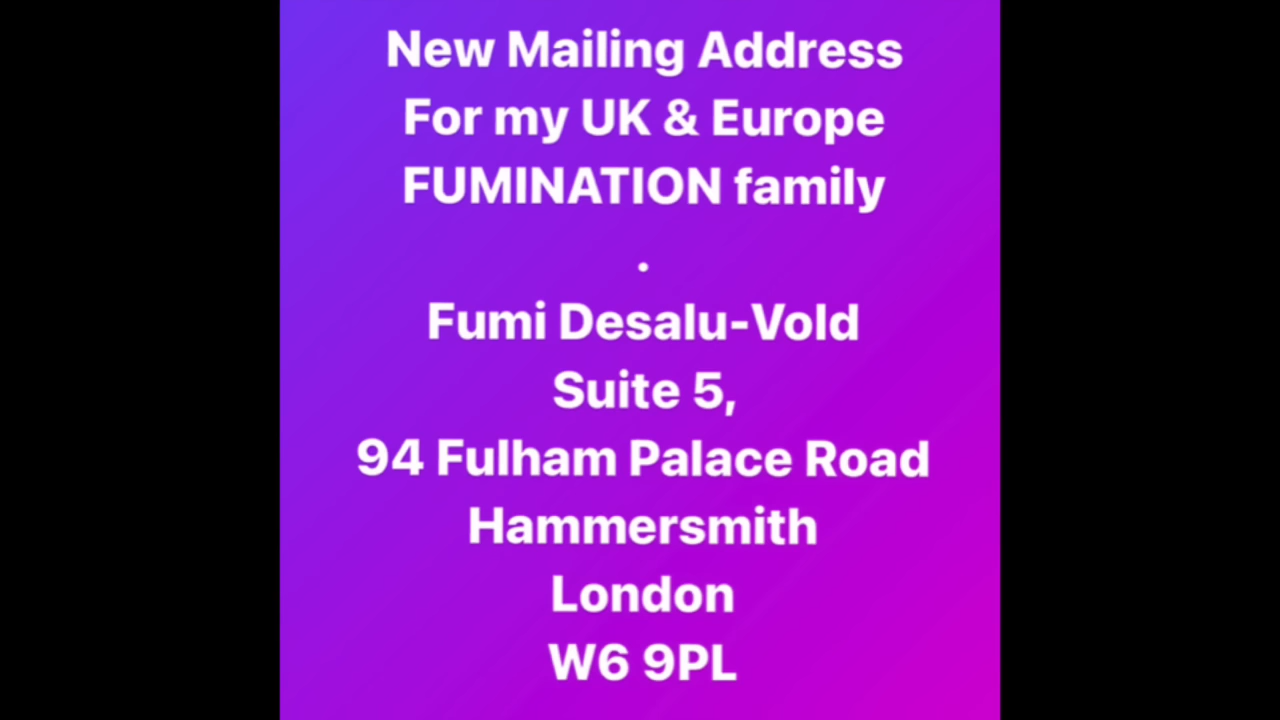 New Mailing Address
For my UK & Europe
FUMINATION family
.
Fumi Desalu-Vold
Suite 5,
94 Fulham Palace Road
Hammersmith
London
W6 9PL